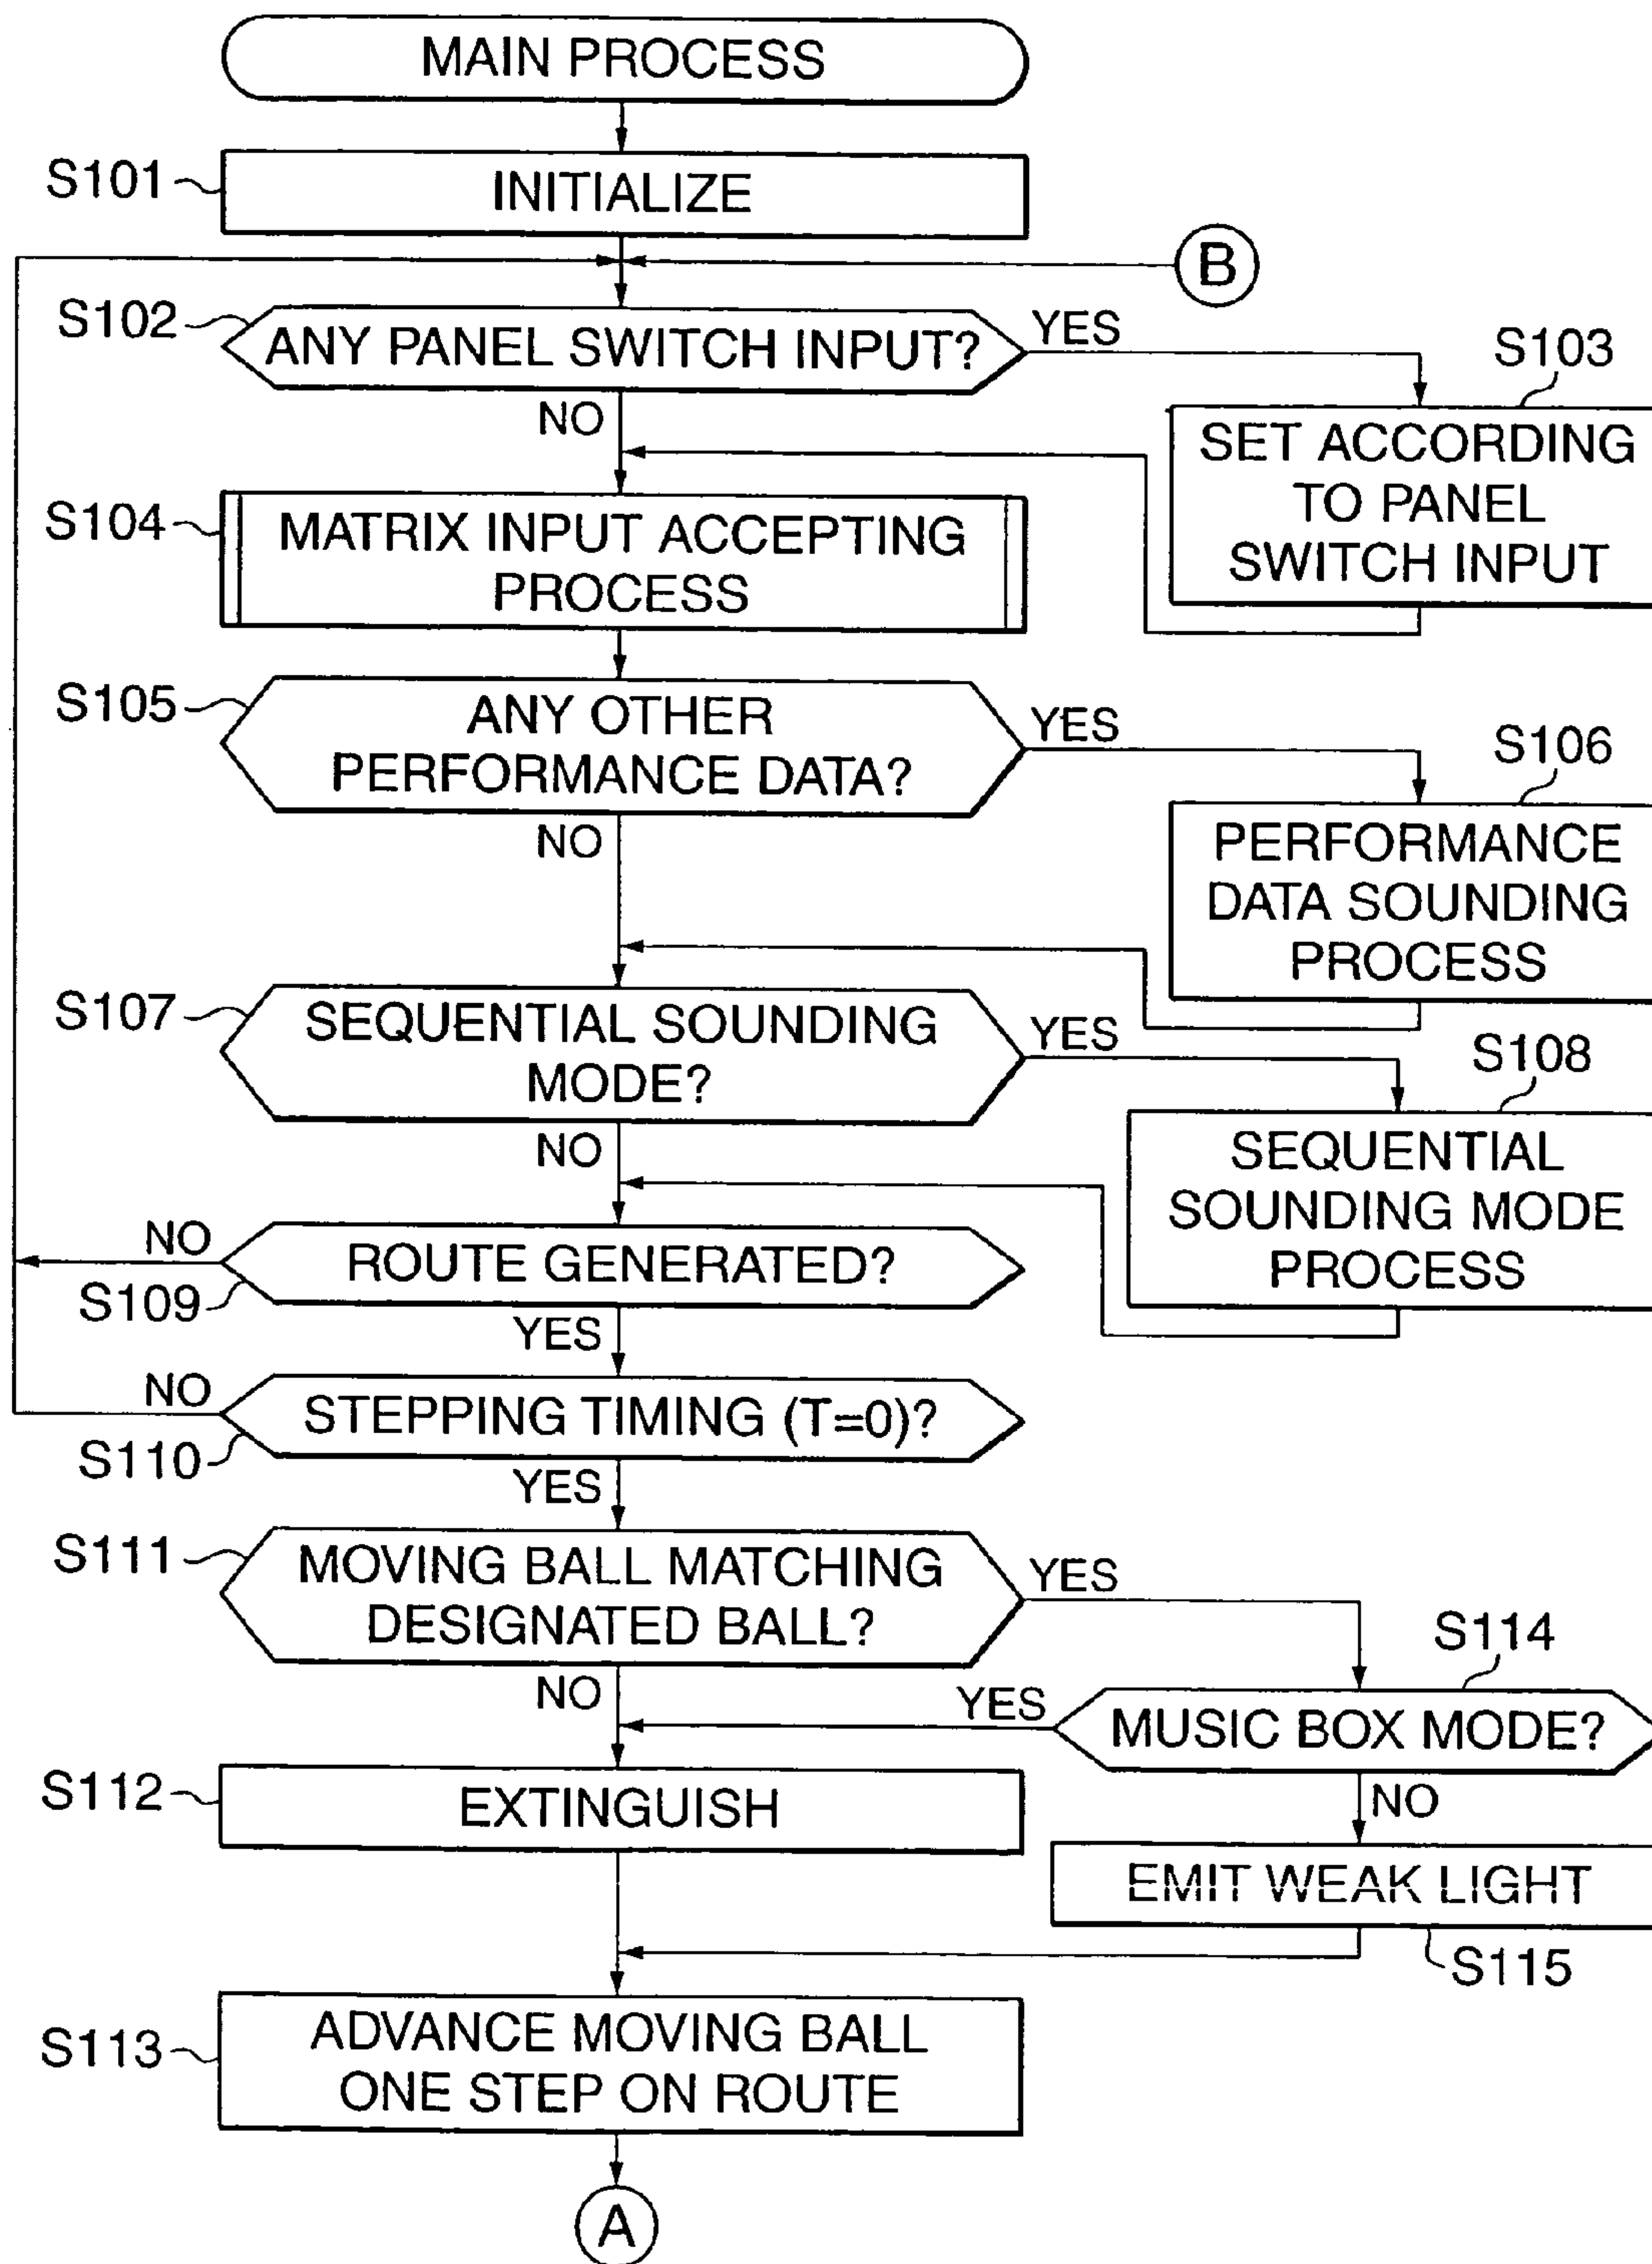 MAIN PROCESS
S101
INITIALIZE
B
S102
ANY PANEL SWITCH INPUT?
YES
NO
S103
SET ACCORDING
TO PANEL
SWITCH INPUT
S104
MATRIX INPUT ACCEPTING
PROCESS
S105
ANY OTHER
PERFORMANCE DATA?
YES
NO
S106
PERFORMANCE
DATA SOUNDING
PROCESS
S107
SEQUENTIAL SOUNDING
MODE?
YES
NO
S108
SEQUENTIAL
SOUNDING MODE
PROCESS
NO
ROUTE GENERATED?
S109
YES
NO
STEPPING TIMING (T=0)?
S110
YES
S111
MOVING BALL MATCHING
DESIGNATED BALL?
YES
NO
S114
YES
MUSIC BOX MODE?
NO
S112
EXTINGUISH
EMIT WEAK LIGHT
S115
S113
ADVANCE MOVING BALL
ONE STEP ON ROUTE
A